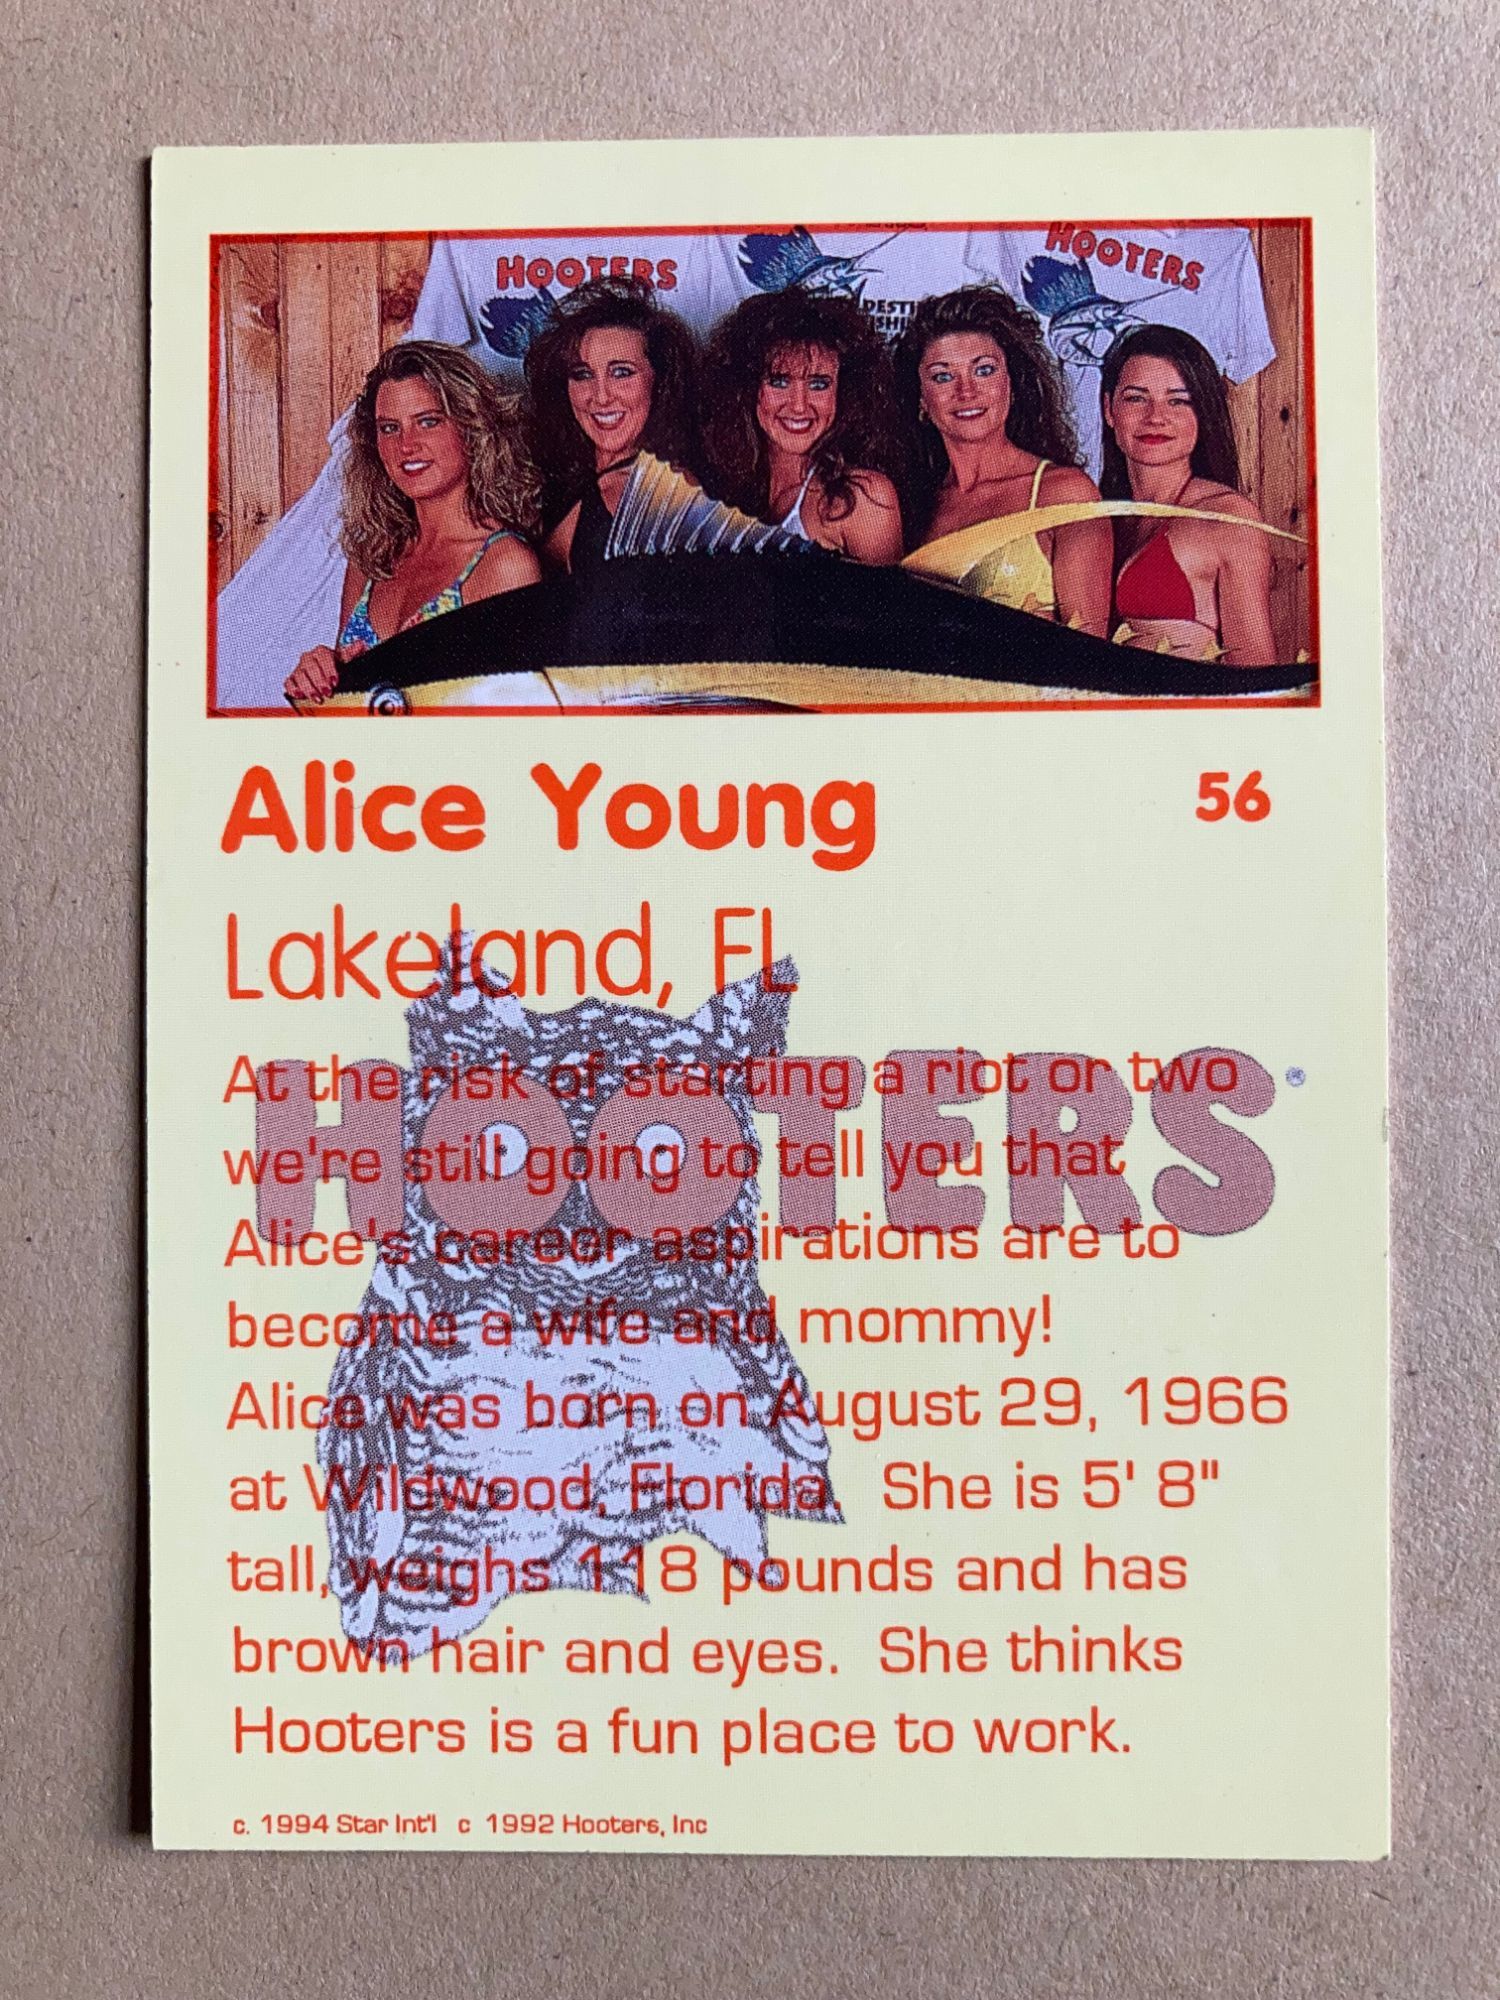 HOOTERS
HOOTERS
Alice Young
56
Lakeland, FL
HOOTERS
At the risk of starting a riot or two
we're still going to tell you that
Alice's career aspirations are to
become a wife and mommy!
Alice was born on August 29, 1966
at Wildwood, Florida.  She is 5' 8"
tall, weighs 118 pounds and has
brown hair and eyes.  She thinks
Hooters is a fun place to work.
c. 1994 Star Int'l  c  1992 Hooters, Inc